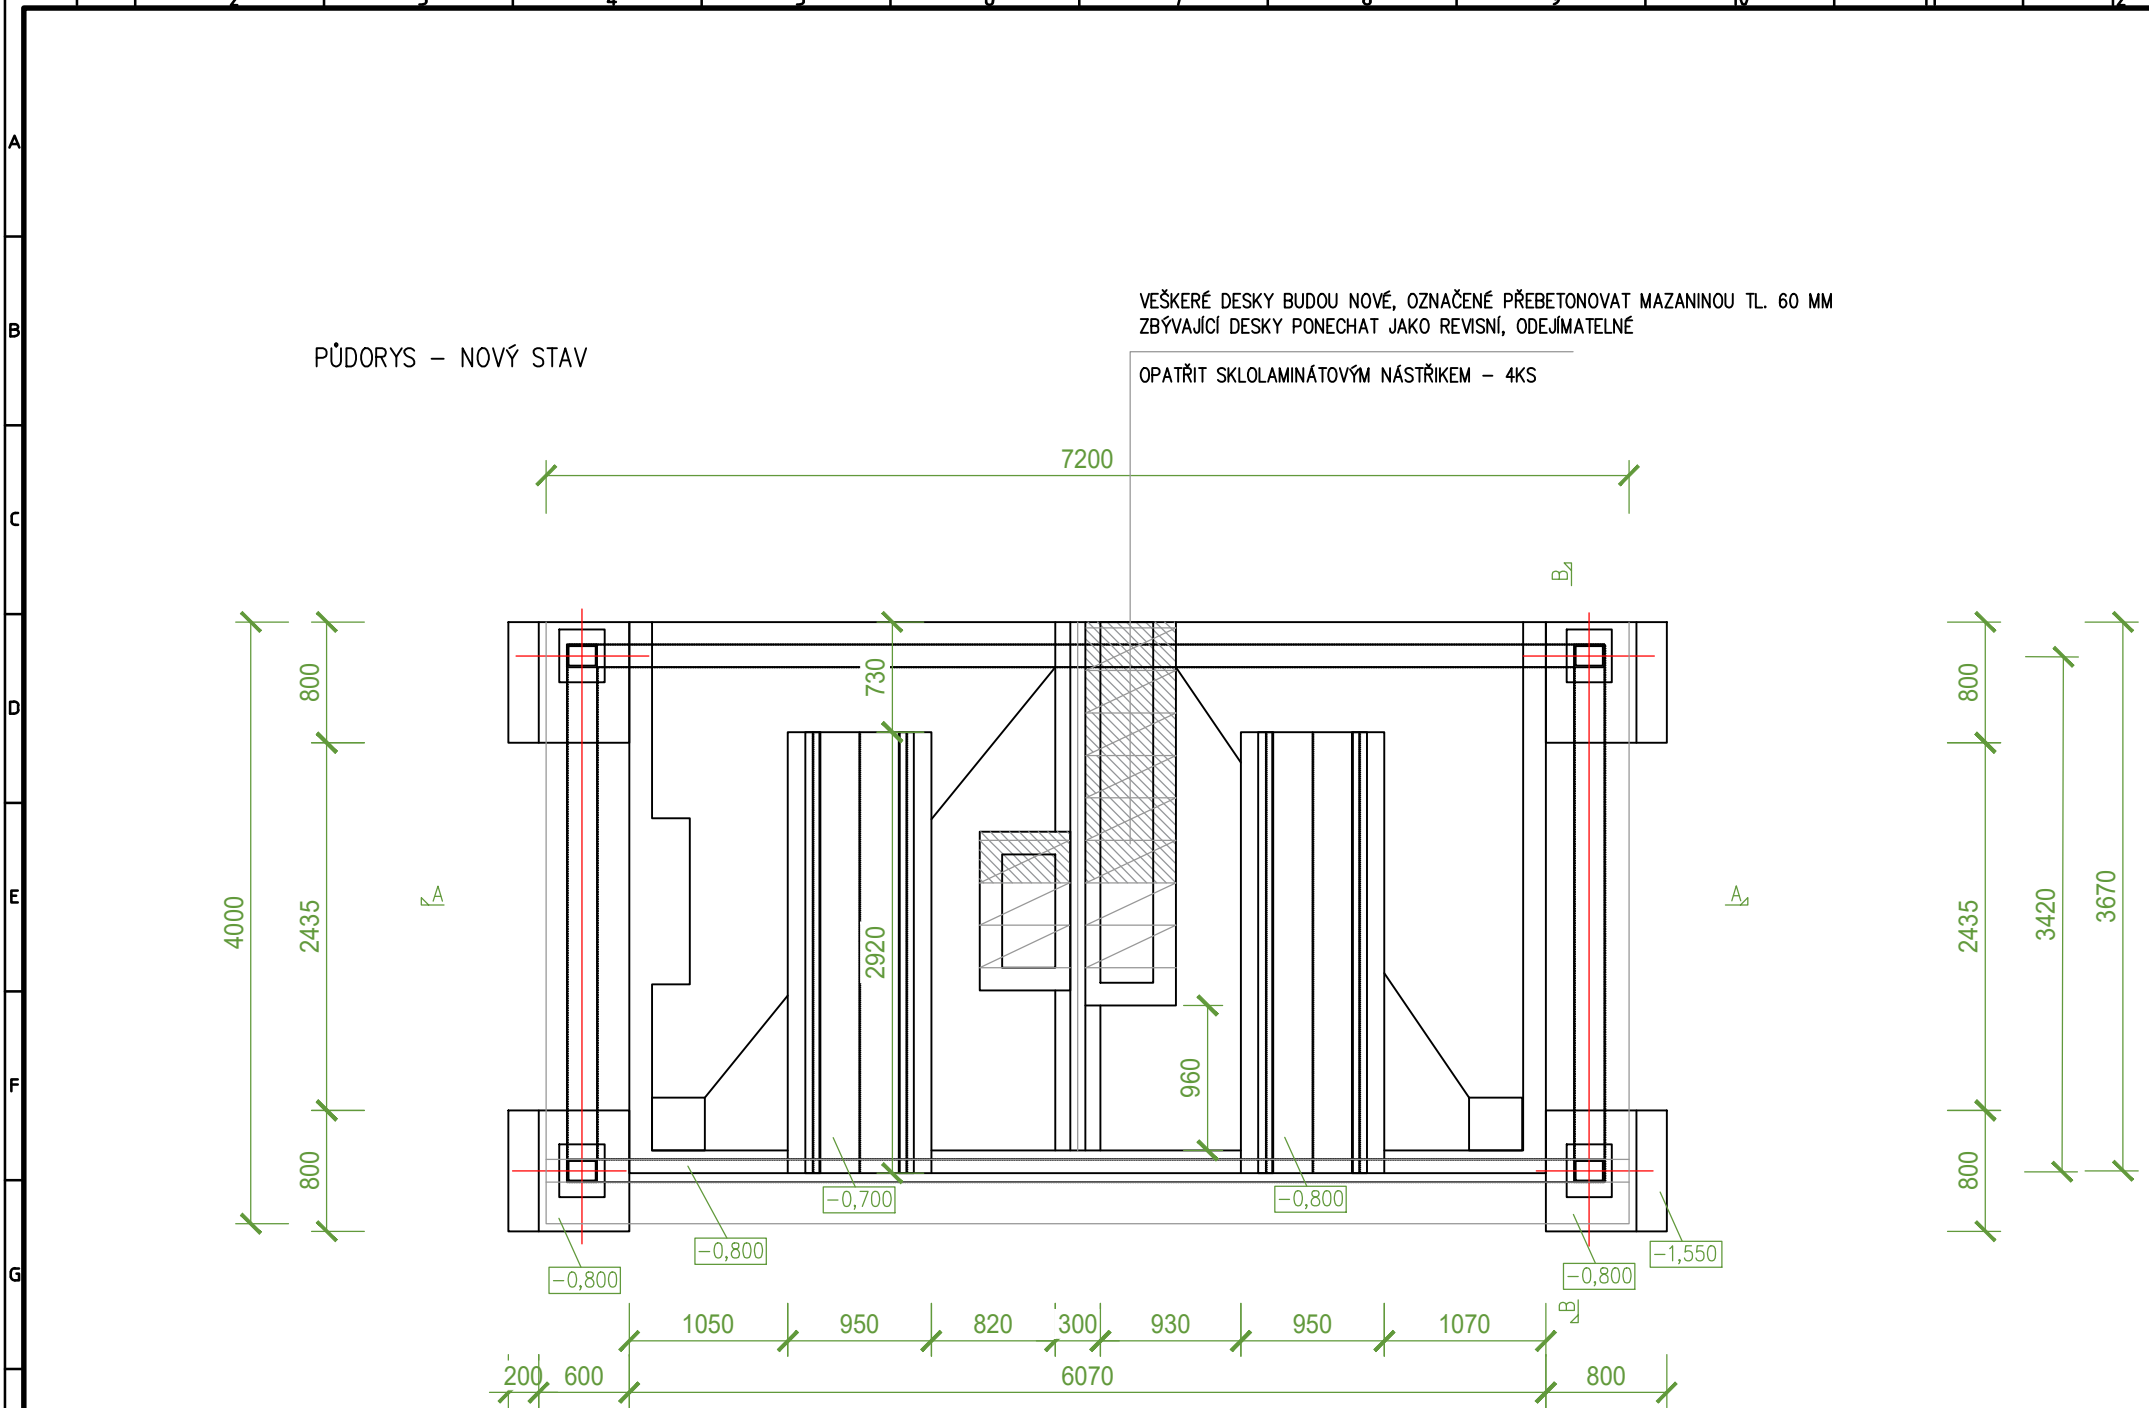 A
B
C
D
E
F
G
VEŠKERÉ DESKY BUDOU NOVÉ, OZNAČENÉ PŘEBETONOVAT MAZANINOU TL. 60 MM
ZBÝVAJÍCÍ DESKY PONECHAT JAKO REVISNÍ, ODEJÍMATELNÉ
PŮDORYS – NOVÝ STAV
OPATŘIT SKLOLAMINÁTOVÝM NÁSTŘIKEM – 4KS
7200
B
800
730
800
A
A
4000
2435
2920
2435
3420
3670
960
800
800
-0,700
-0,800
-0,800
-1,550
-0,800
-0,800
B
1050 950 820 300 930 950 1070
200 600 6070 800